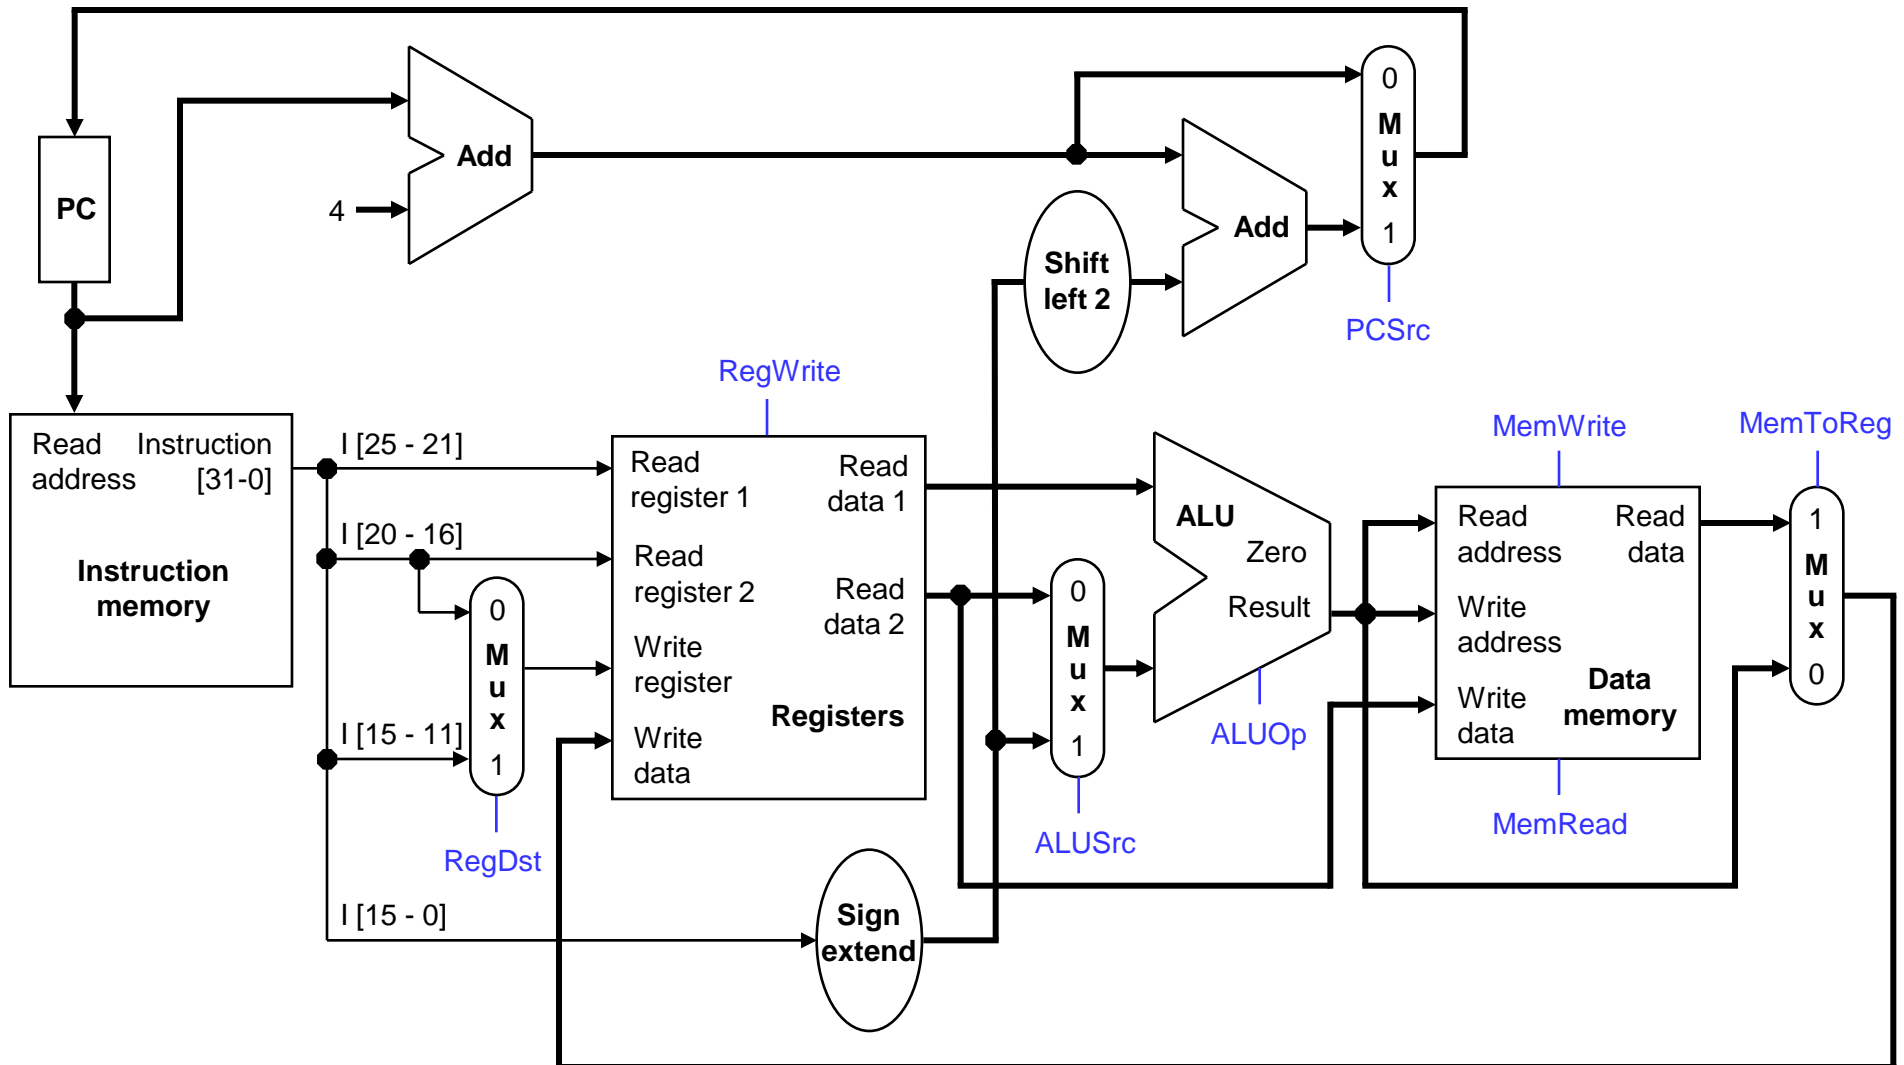 PC
Add
4
0
M
u
x
1
Add
Shift
left 2
PCSrc
RegWrite
Read
address
Instruction
[31-0]
Instruction
memory
I [25 - 21]
I [20 - 16]
I [15 - 11]
I [15 - 0]
0
M
u
x
1
RegDst
Read
register 1
Read
register 2
Write
register
Write
data
Read
data 1
Read
data 2
Registers
Sign
extend
0
M
u
x
1
ALUSrc
ALU
Zero
Result
ALUOp
MemWrite
Read
address
Write
address
Write
data
Read
data
Data
memory
MemRead
MemToReg
1
M
u
x
0